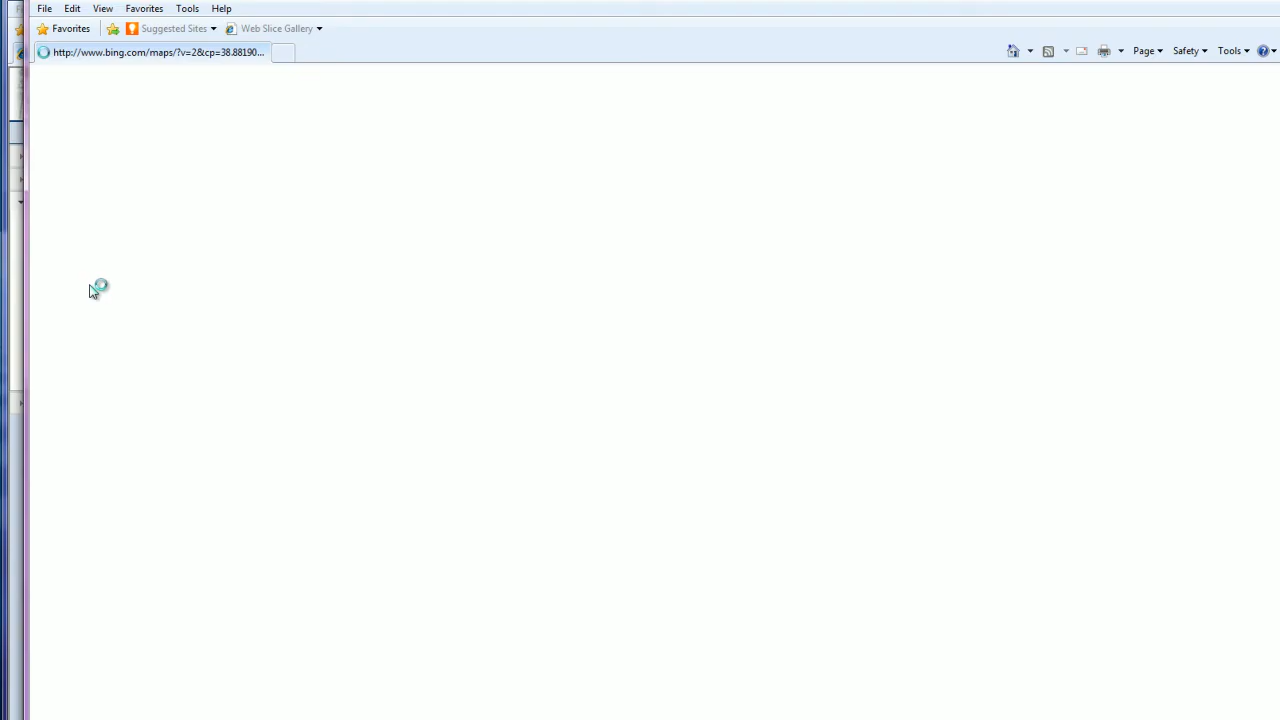 File Edit View Favorites Tools Help
Favorites Suggested Sites Web Slice Gallery
http://www.bing.com/maps/?v=2&cp=38.88190... Page Safety Tools